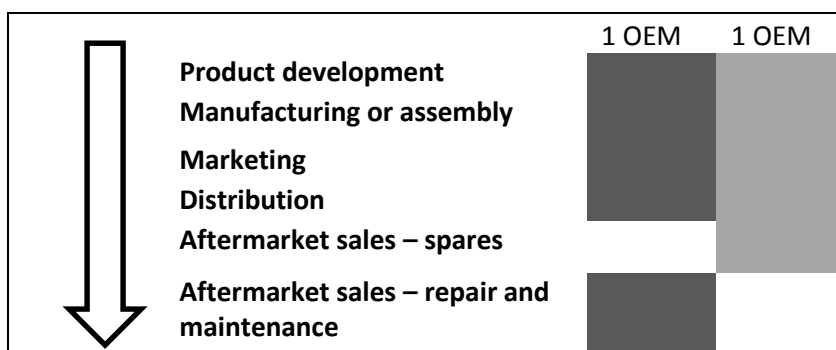 1 OEM 1 OEM
Product development
Manufacturing or assembly
Marketing
Distribution
Aftermarket sales – spares
Aftermarket sales – repair and
maintenance